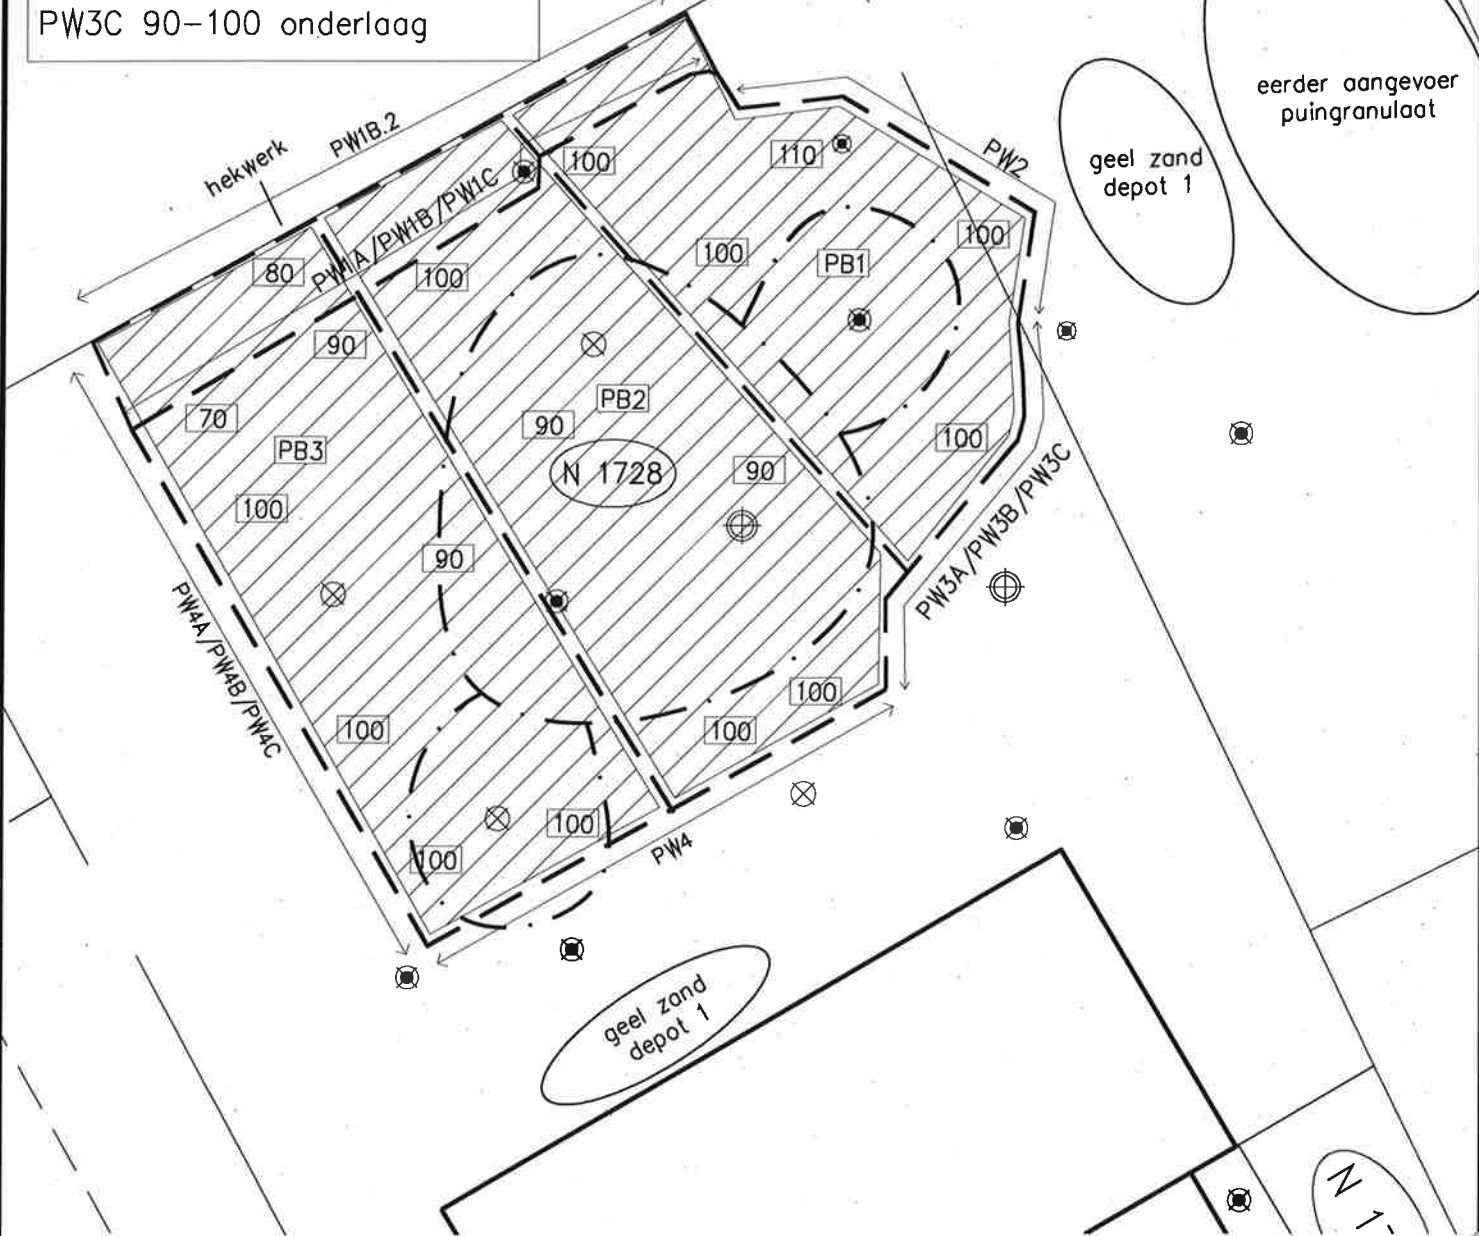 PW3C 90-100 onderlaag
eerder aangevoer
puingranulaat
geel zand
depot 1
PW1B.2
hekwerk
PW2
100
110
PW1A/PW1B/PW1C
80
100
100
100
PB1
90
70
90
PB2
PB3
N 1728
90
100
100
90
PW3A/PW3B/PW3C
PW4A/PW4B/PW4C
100
100
100
100
100
PW4
geel zand
depot 1
N 1